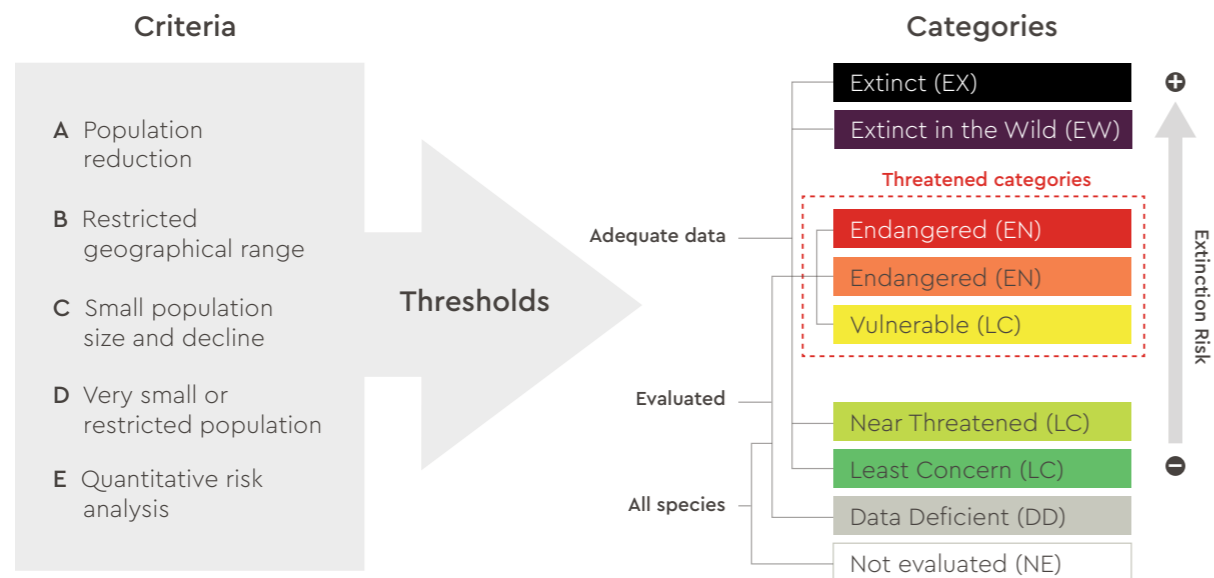 Criteria
A Population
reduction
B Restricted
geographical range
C Small population
size and decline
D Very small or
restricted population
E Quantitative risk
analysis
Thresholds
Categories
Extinct (EX)
Extinct in the Wild (EW)
Threatened categories
Endangered (EN)
Endangered (EN)
Vulnerable (LC)
Near Threatened (LC)
Least Concern (LC)
Data Deficient (DD)
Not evaluated (NE)
Adequate data
Evaluated
All species
+
Extinction Risk
−